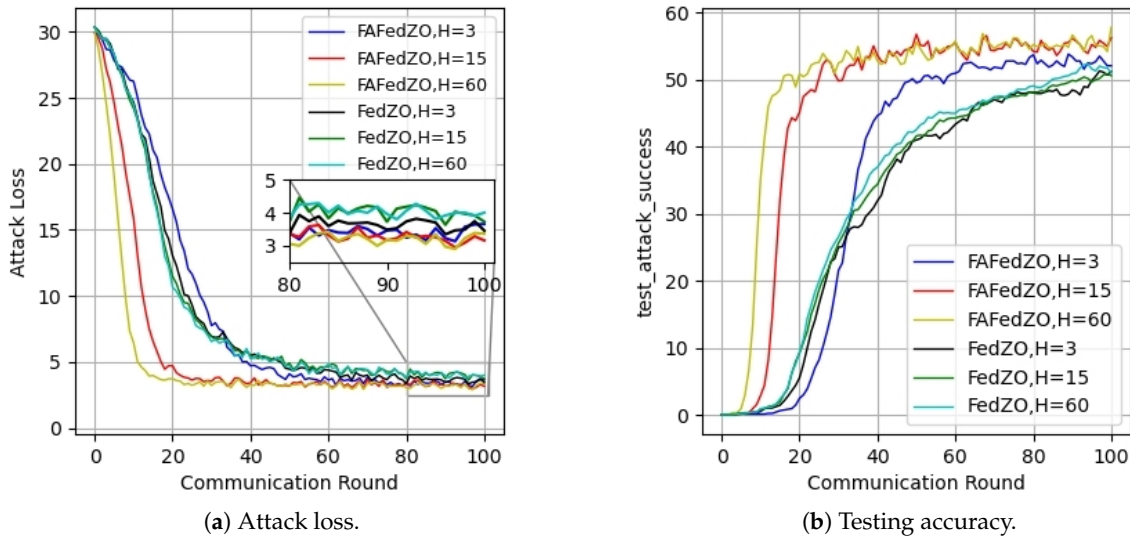 30
25
20
15
10
5
0
Attack Loss
FAFedZO,H=3
FAFedZO,H=15
FAFedZO,H=60
FedZO,H=3
FedZO,H=15
FedZO,H=60
5
4
3
80 90 100
0 20 40 60 80 100
Communication Round
(a) Attack loss.
60
50
40
30
20
10
0
test_attack_success
FAFedZO,H=3
FAFedZO,H=15
FAFedZO,H=60
FedZO,H=3
FedZO,H=15
FedZO,H=60
0 20 40 60 80 100
Communication Round
(b) Testing accuracy.